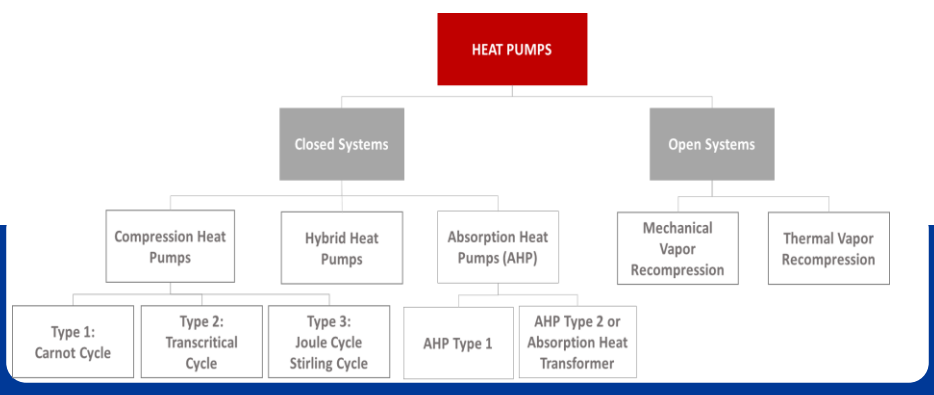 HEAT PUMPS
Closed Systems
Open Systems
Compression Heat
Pumps
Hybrid Heat
Pumps
Absorption Heat
Pumps (AHP)
Mechanical
Vapor
Recompression
Thermal Vapor
Recompression
Type 1:
Carnot Cycle
Type 2:
Transcritical
Cycle
Type 3:
Joule Cycle
Stirling Cycle
AHP Type 1
AHP Type 2 or
Absorption Heat
Transformer